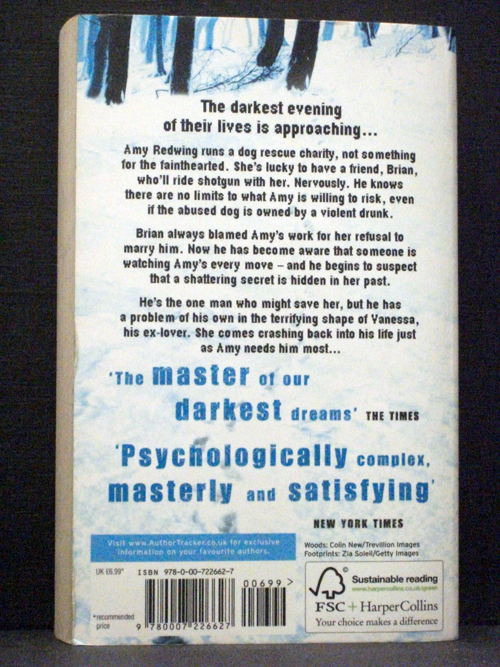 The darkest evening
of their lives is approaching...
Amy Redwing runs a dog rescue charity, not something
for the fainthearted. She's lucky to have a friend, Brian,
who'll ride shotgun with her. Nervously. He knows
there are no limits to what Amy is willing to risk, even
if the abused dog is owned by a violent drunk.
Brian always blamed Amy's work for her refusal to
marry him. Now he has become aware that someone is
watching Amy's every move – and he begins to suspect
that a shattering secret is hidden in her past.
He's the one man who might save her, but he has
a problem of his own in the terrifying shape of Vanessa,
his ex-lover. She comes crashing back into his life just
as Amy needs him most...
'The master of our
darkest dreams' THE TIMES
'Psychologically complex,
masterly and satisfying'
NEW YORK TIMES
Visit www.AuthorTracker.co.uk for exclusive
information on your favourite authors.
Woods: Colin New/Trevillion Images
Footprints: Zia Soleil/Getty Images
UK £6.99*
ISBN 978-0-00-722662-7
00699 >
*recommended
price
9 780007 226627
Sustainable reading
www.harpercollins.co.uk/green
FSC + HarperCollins
Your choice makes a difference